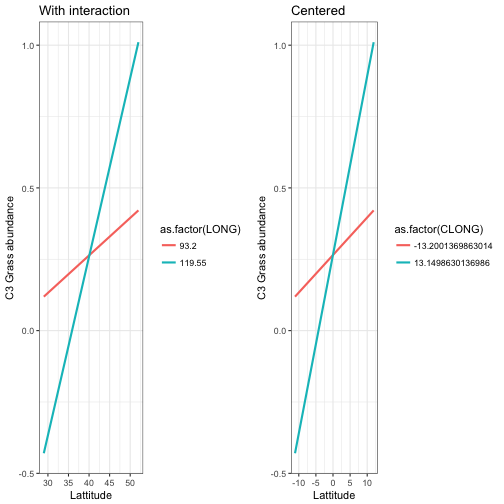 With interaction
C3 Grass abundance
1.0
0.5
0.0
-0.5
30 35 40 45 50
Lattitude
as.factor(LONG)
93.2
119.55
Centered
C3 Grass abundance
1.0
0.5
0.0
-0.5
-10 -5 0 5 10
Lattitude
as.factor(CLONG)
-13.2001369863014
13.1498630136986